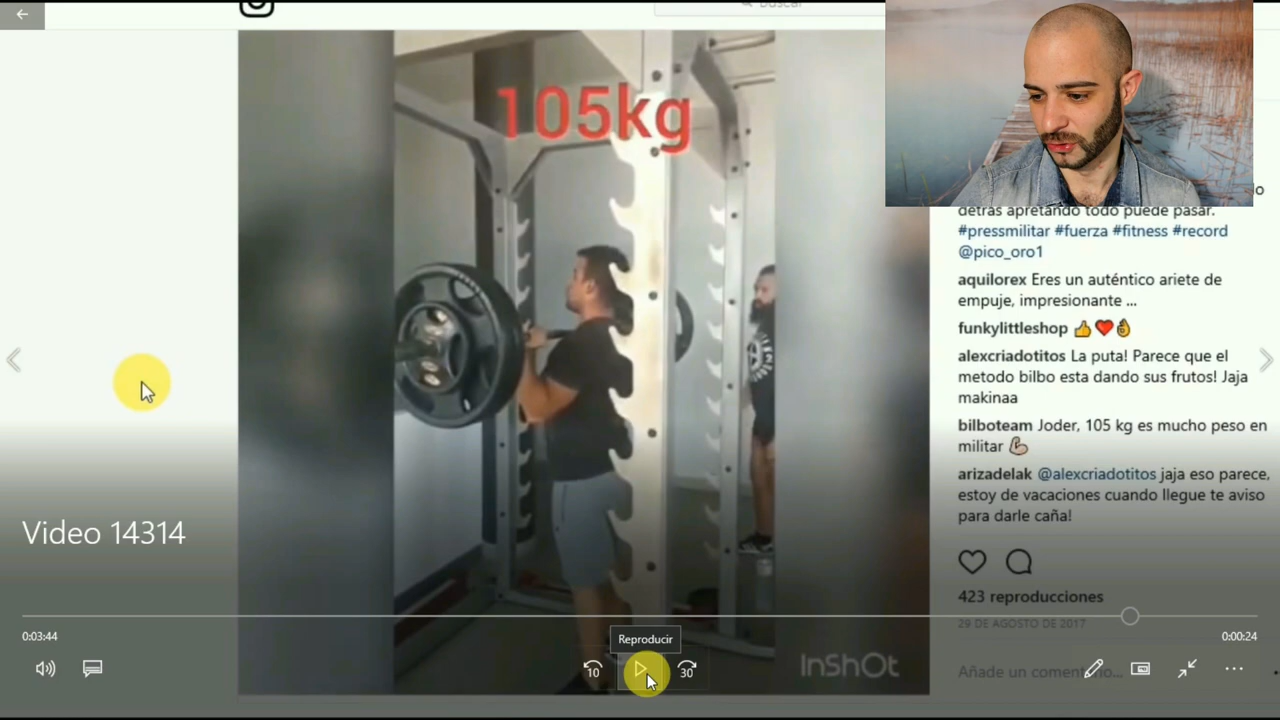 Buscar
105kg
o
detras apretando todo puede pasar.
#pressmilitar #fuerza #fitness #record
@pico_oro1
aquilorex Eres un auténtico ariete de
empuje, impresionante ...
funkylittleshop 👍❤️👌
alexcriadotitos La puta! Parece que el
metodo bilbo esta dando sus frutos! Jaja
makinaa
bilboteam Joder, 105 kg es mucho peso en
militar 💪
arizadelak @alexcriadotitos jaja eso parece,
estoy de vacaciones cuando llegue te aviso
para darle caña!
Video 14314
423 reproducciones
29 DE AGOSTO DE 2017
0:03:44
Reproducir
0:00:24
10
30
InShOt
Añade un comentario...